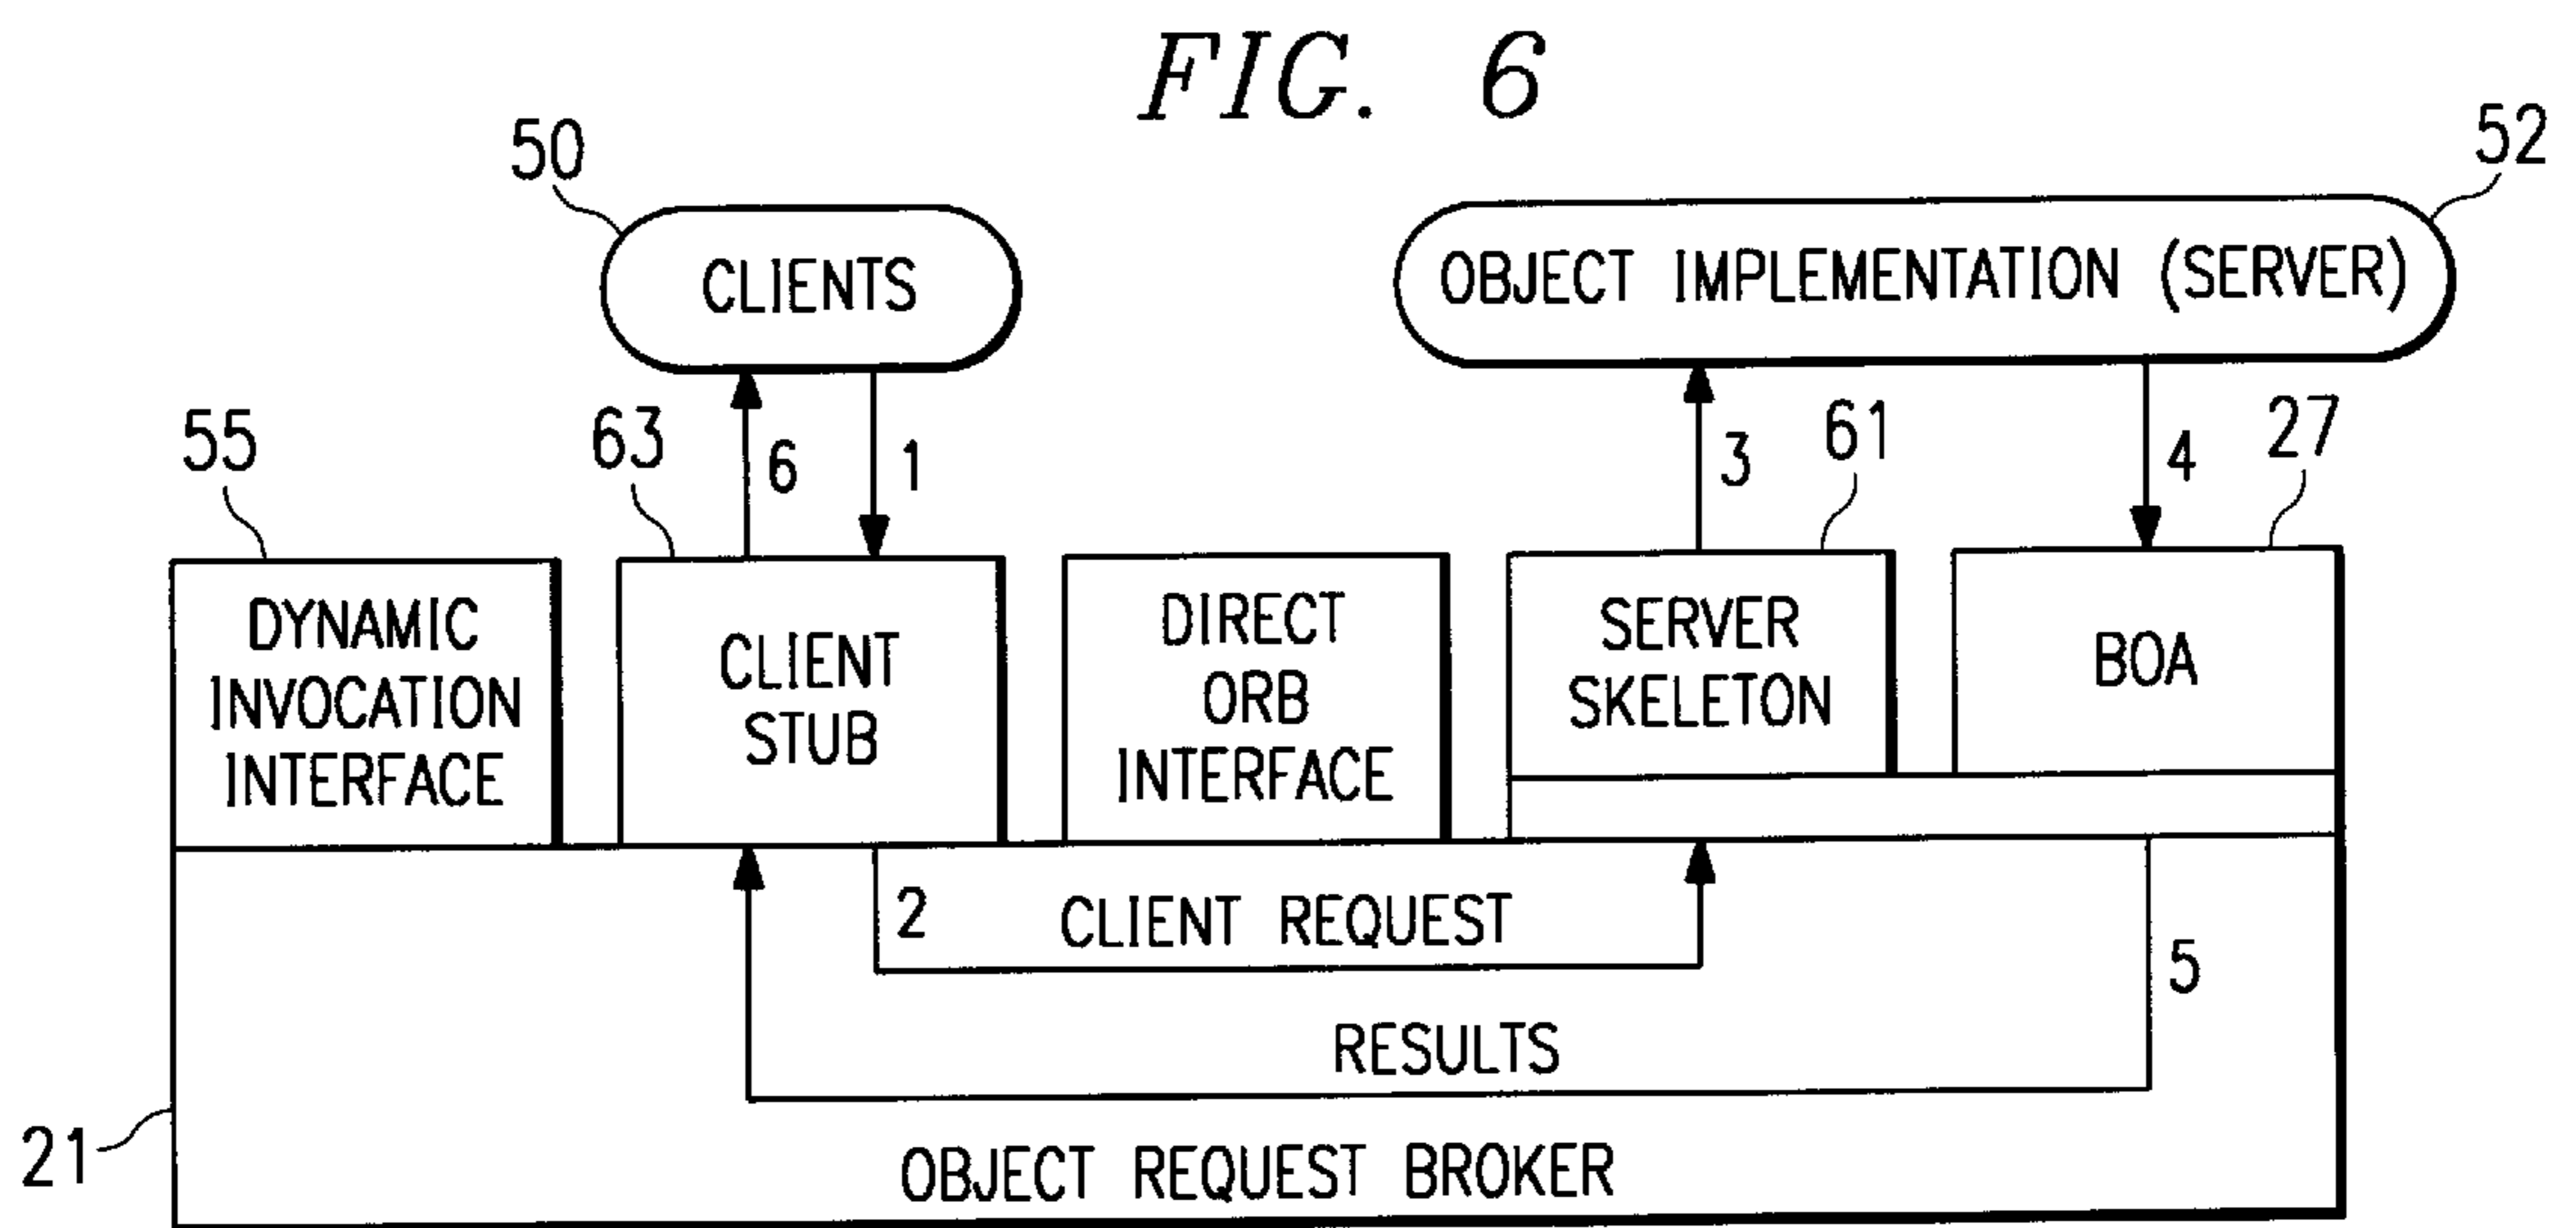 FIG. 6
50
52
CLIENTS
OBJECT IMPLEMENTATION (SERVER)
55
63
6
1
3
61
4
27
DYNAMIC
INVOCATION
INTERFACE
CLIENT
STUB
DIRECT
ORB
INTERFACE
SERVER
SKELETON
BOA
2
CLIENT REQUEST
5
RESULTS
21
OBJECT REQUEST BROKER